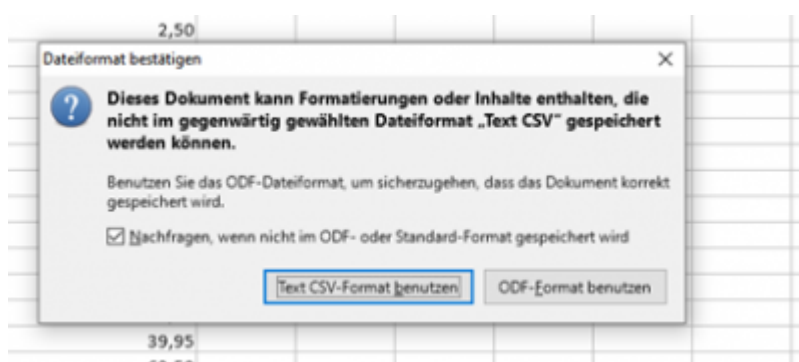 2,50
Dateiformat bestätigen
Dieses Dokument kann Formatierungen oder Inhalte enthalten, die
nicht im gegenwärtig gewählten Dateiformat „Text CSV“ gespeichert
werden können.
Benutzen Sie das ODF-Dateiformat, um sicherzugehen, dass das Dokument korrekt
gespeichert wird.
Nachfragen, wenn nicht im ODF- oder Standard-Format gespeichert wird
Text CSV-Format benutzen
ODF-Format benutzen
39,95